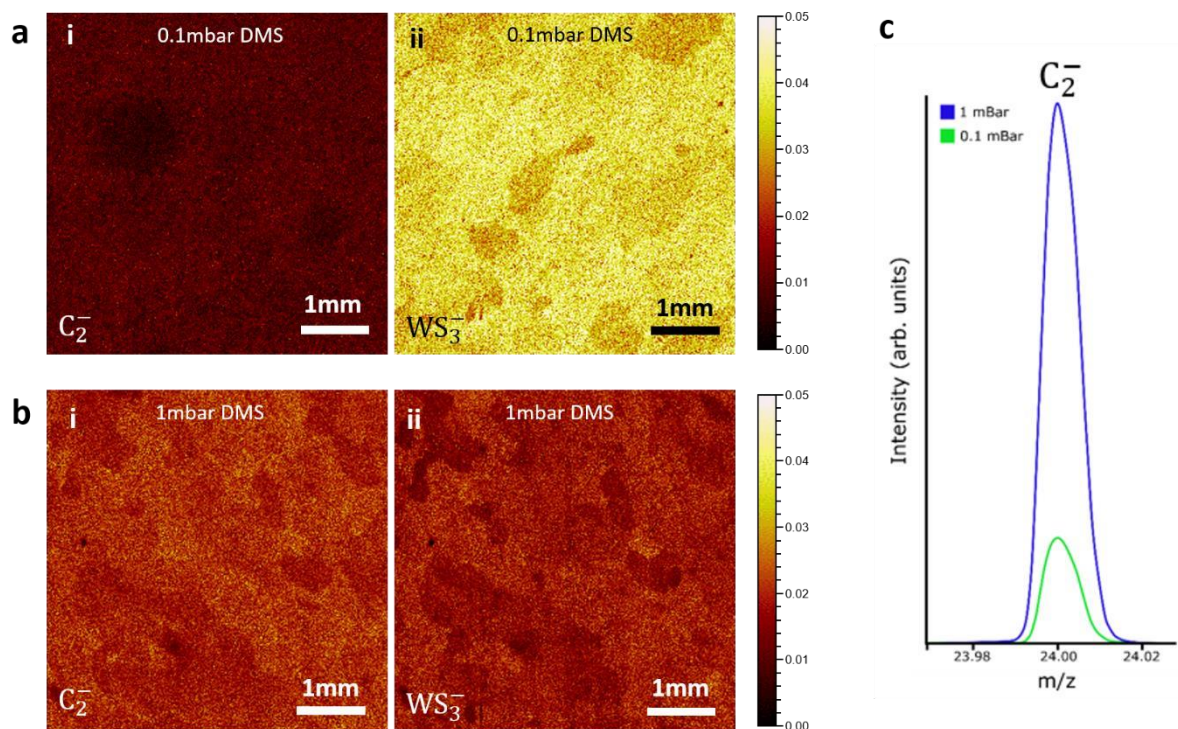 a
i
0.1mbar DMS
C₂⁻
1mm
ii
0.1mbar DMS
WS₃⁻
1mm
0.05
0.04
0.03
0.02
0.01
0.00
b
i
1mbar DMS
C₂⁻
1mm
ii
1mbar DMS
WS₃⁻
1mm
0.05
0.04
0.03
0.02
0.01
0.00
c
C₂⁻
1 mBar
0.1 mBar
Intensity (arb. units)
23.98 24.00 24.02
m/z